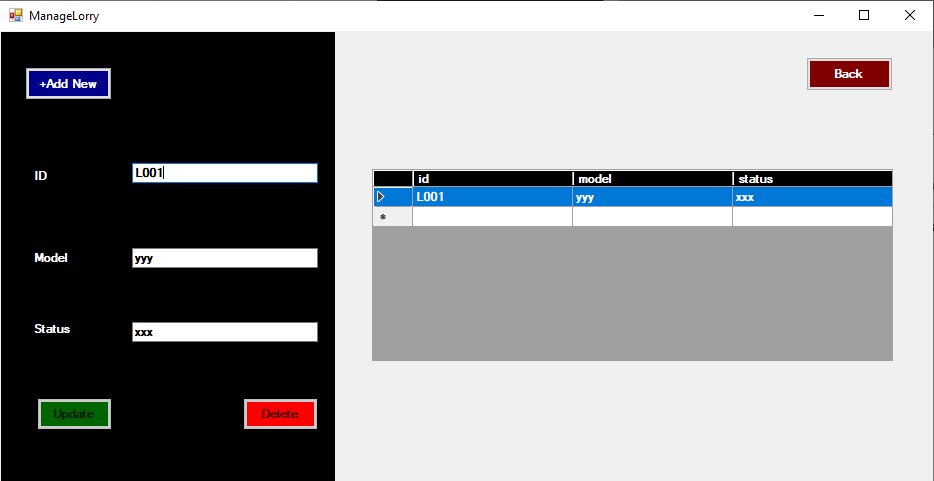 ManageLorry
+Add New
Back
ID L001
id model status
L001 yyy xxx
*
Model yyy
Status xxx
Update Delete